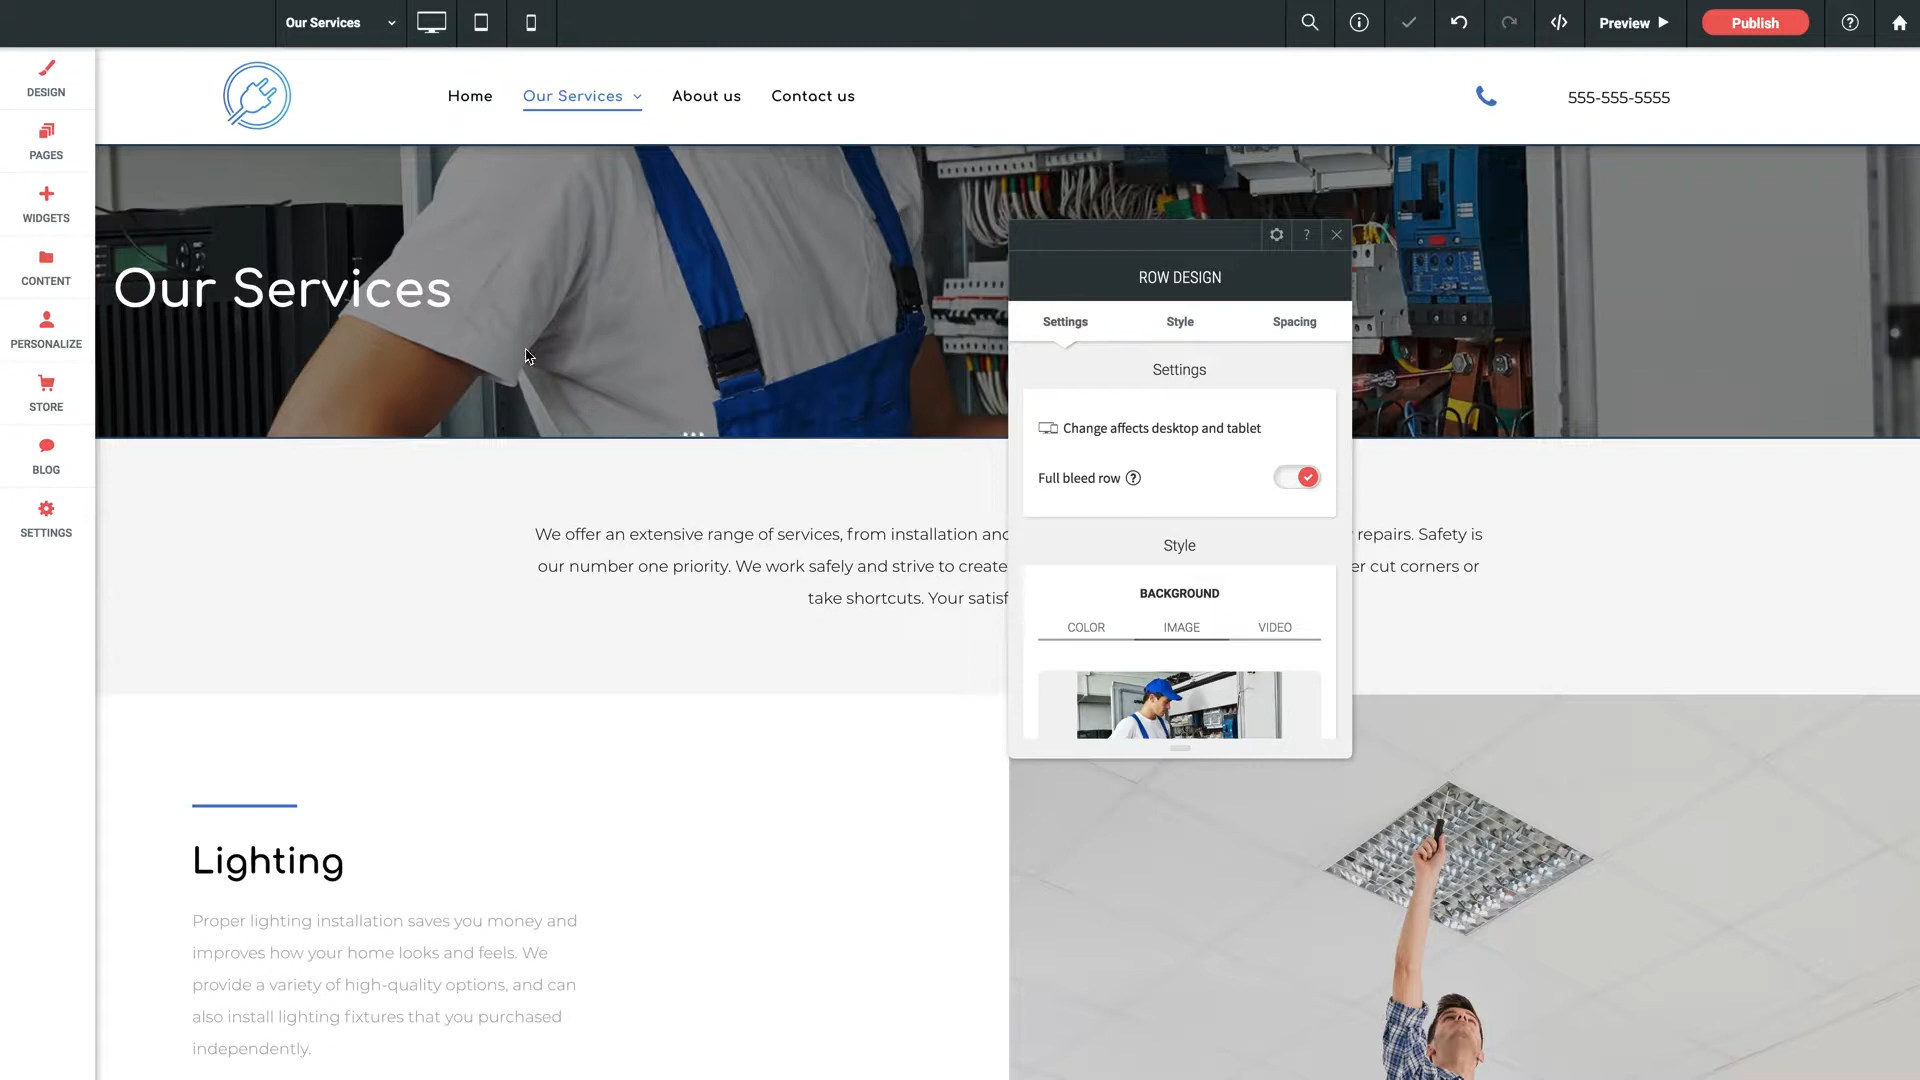 Our Services
Preview
Publish
DESIGN
PAGES
WIDGETS
CONTENT
PERSONALIZE
STORE
BLOG
SETTINGS
Home
Our Services
About us
Contact us
555-555-5555
Our Services
?
ROW DESIGN
Settings
Style
Spacing
Settings
Change affects desktop and tablet
Full bleed row
Style
BACKGROUND
COLOR
IMAGE
VIDEO
We offer an extensive range of services, from installation and repairs. Safety is
our number one priority. We work safely and strive to create er cut corners or
take shortcuts. Your satisf
Lighting
Proper lighting installation saves you money and
improves how your home looks and feels. We
provide a variety of high-quality options, and can
also install lighting fixtures that you purchased
independently.